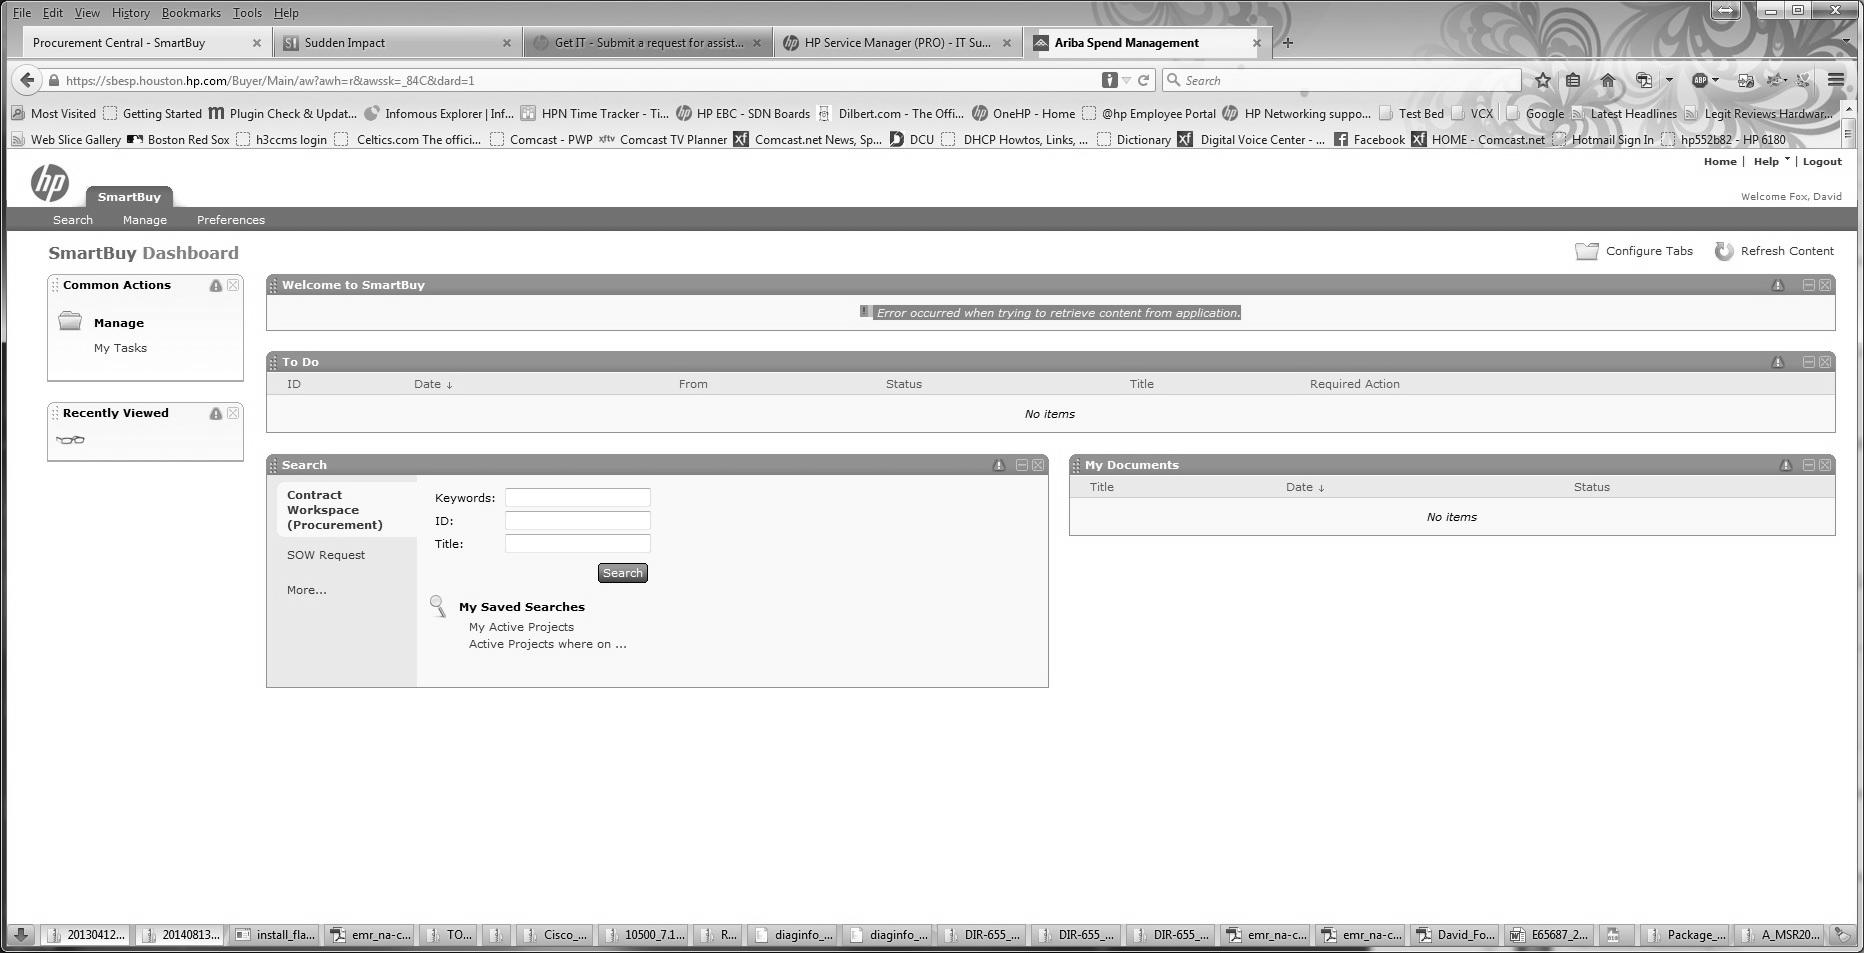 File Edit View History Bookmarks Tools Help
Procurement Central - SmartBuy
SI Sudden Impact
Get IT - Submit a request for assist...
HP Service Manager (PRO) - IT Su...
Ariba Spend Management
https://sbesp.houston.hp.com/Buyer/Main/aw?awh=r&awssk=_84C&dard=1
Search
ABP
Most Visited Getting Started Plugin Check & Updat... Infomous Explorer | Inf... HPN Time Tracker - Ti... HP EBC - SDN Boards Dilbert.com - The Offi... OneHP - Home @hp Employee Portal HP Networking suppo... Test Bed VCX Google Latest Headlines Legit Reviews Hardwar...
Web Slice Gallery Boston Red Sox h3ccms login Celtics.com The offici... Comcast - PWP xftv Comcast TV Planner xf Comcast.net News, Sp... DCU DHCP Howtos, Links, ... Dictionary xf Digital Voice Center - ... Facebook xf HOME - Comcast.net Hotmail Sign In hp552b82 - HP 6180
Home | Help | Logout
hp
SmartBuy
Welcome Fox, David
Search Manage Preferences
SmartBuy Dashboard
Configure Tabs Refresh Content
Common Actions
Manage
My Tasks
Recently Viewed
Welcome to SmartBuy
! Error occurred when trying to retrieve content from application.
To Do
ID Date ↓ From Status Title Required Action
No items
Search
Contract
Workspace
(Procurement)
SOW Request
More...
Keywords:
ID:
Title:
Search
My Saved Searches
My Active Projects
Active Projects where on ...
My Documents
Title Date ↓ Status
No items
20130412... 20140813... install_fla... emr_na-c... TO... Cisco_... 10500_7.1... R... diaginfo_... diaginfo_... DIR-655_... DIR-655_... DIR-655_... emr_na-c... emr_na-c... David_Fo... E65687_2... Package_... A_MSR20...